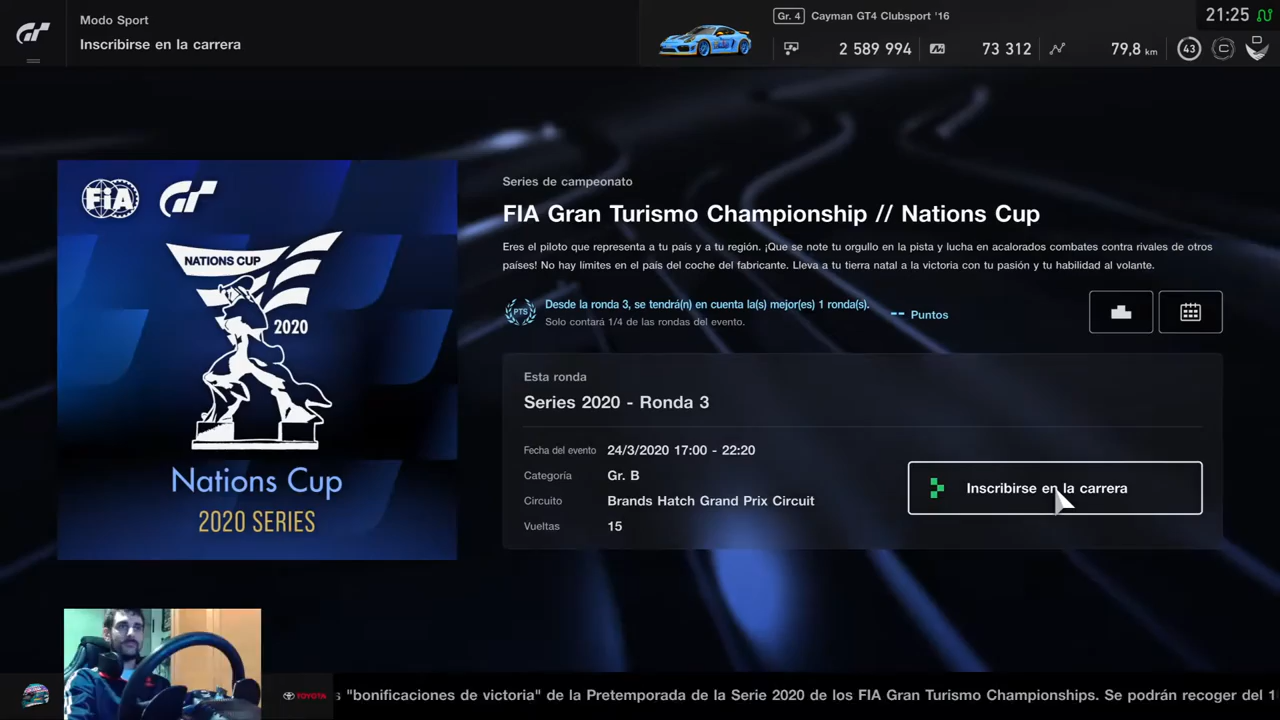 Modo Sport
Inscribirse en la carrera
Gr. 4 Cayman GT4 Clubsport '16
2 589 994 73 312 79,8 km 43 C
21:25
FIA GT
NATIONS CUP
2020
Nations Cup
2020 SERIES
Series de campeonato
FIA Gran Turismo Championship // Nations Cup
Eres el piloto que representa a tu país y a tu región. ¡Que se note tu orgullo en la pista y lucha en acalorados combates contra rivales de otros
países! No hay límites en el país del coche del fabricante. Lleva a tu tierra natal a la victoria con tu pasión y tu habilidad al volante.
PTS
Desde la ronda 3, se tendrá(n) en cuenta la(s) mejor(es) 1 ronda(s).
Solo contará 1/4 de las rondas del evento.
-- Puntos
Esta ronda
Series 2020 - Ronda 3
Fecha del evento 24/3/2020 17:00 - 22:20
Categoría Gr. B
Circuito Brands Hatch Grand Prix Circuit
Vueltas 15
Inscribirse en la carrera
TOYOTA
s "bonificaciones de victoria" de la Pretemporada de la Serie 2020 de los FIA Gran Turismo Championships. Se podrán recoger del 1